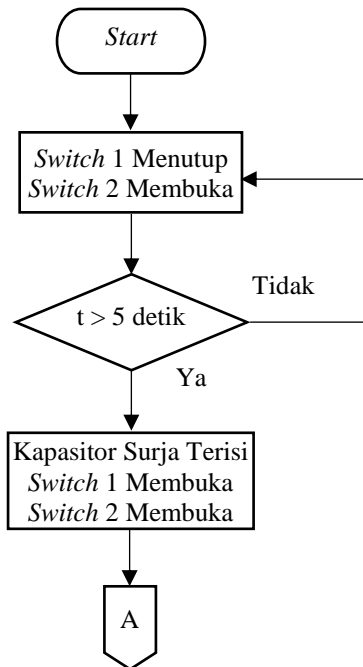 Start
Switch 1 Menutup
Switch 2 Membuka
t > 5 detik
Tidak
Ya
Kapasitor Surja Terisi
Switch 1 Membuka
Switch 2 Membuka
A